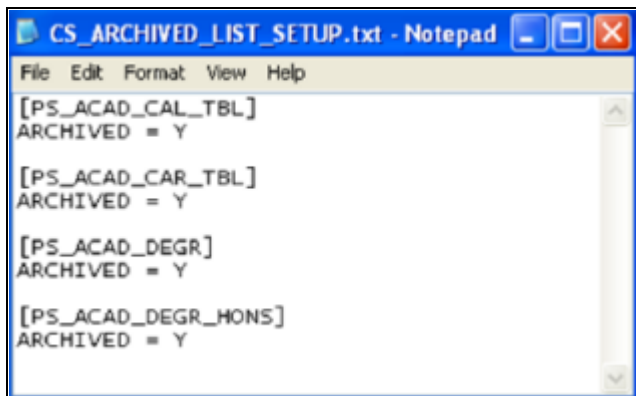 CS_ARCHIVED_LIST_SETUP.txt - Notepad
File Edit Format View Help
[PS_ACAD_CAL_TBL]
ARCHIVED = Y
[PS_ACAD_CAR_TBL]
ARCHIVED = Y
[PS_ACAD_DEGR]
ARCHIVED = Y
[PS_ACAD_DEGR_HONS]
ARCHIVED = Y